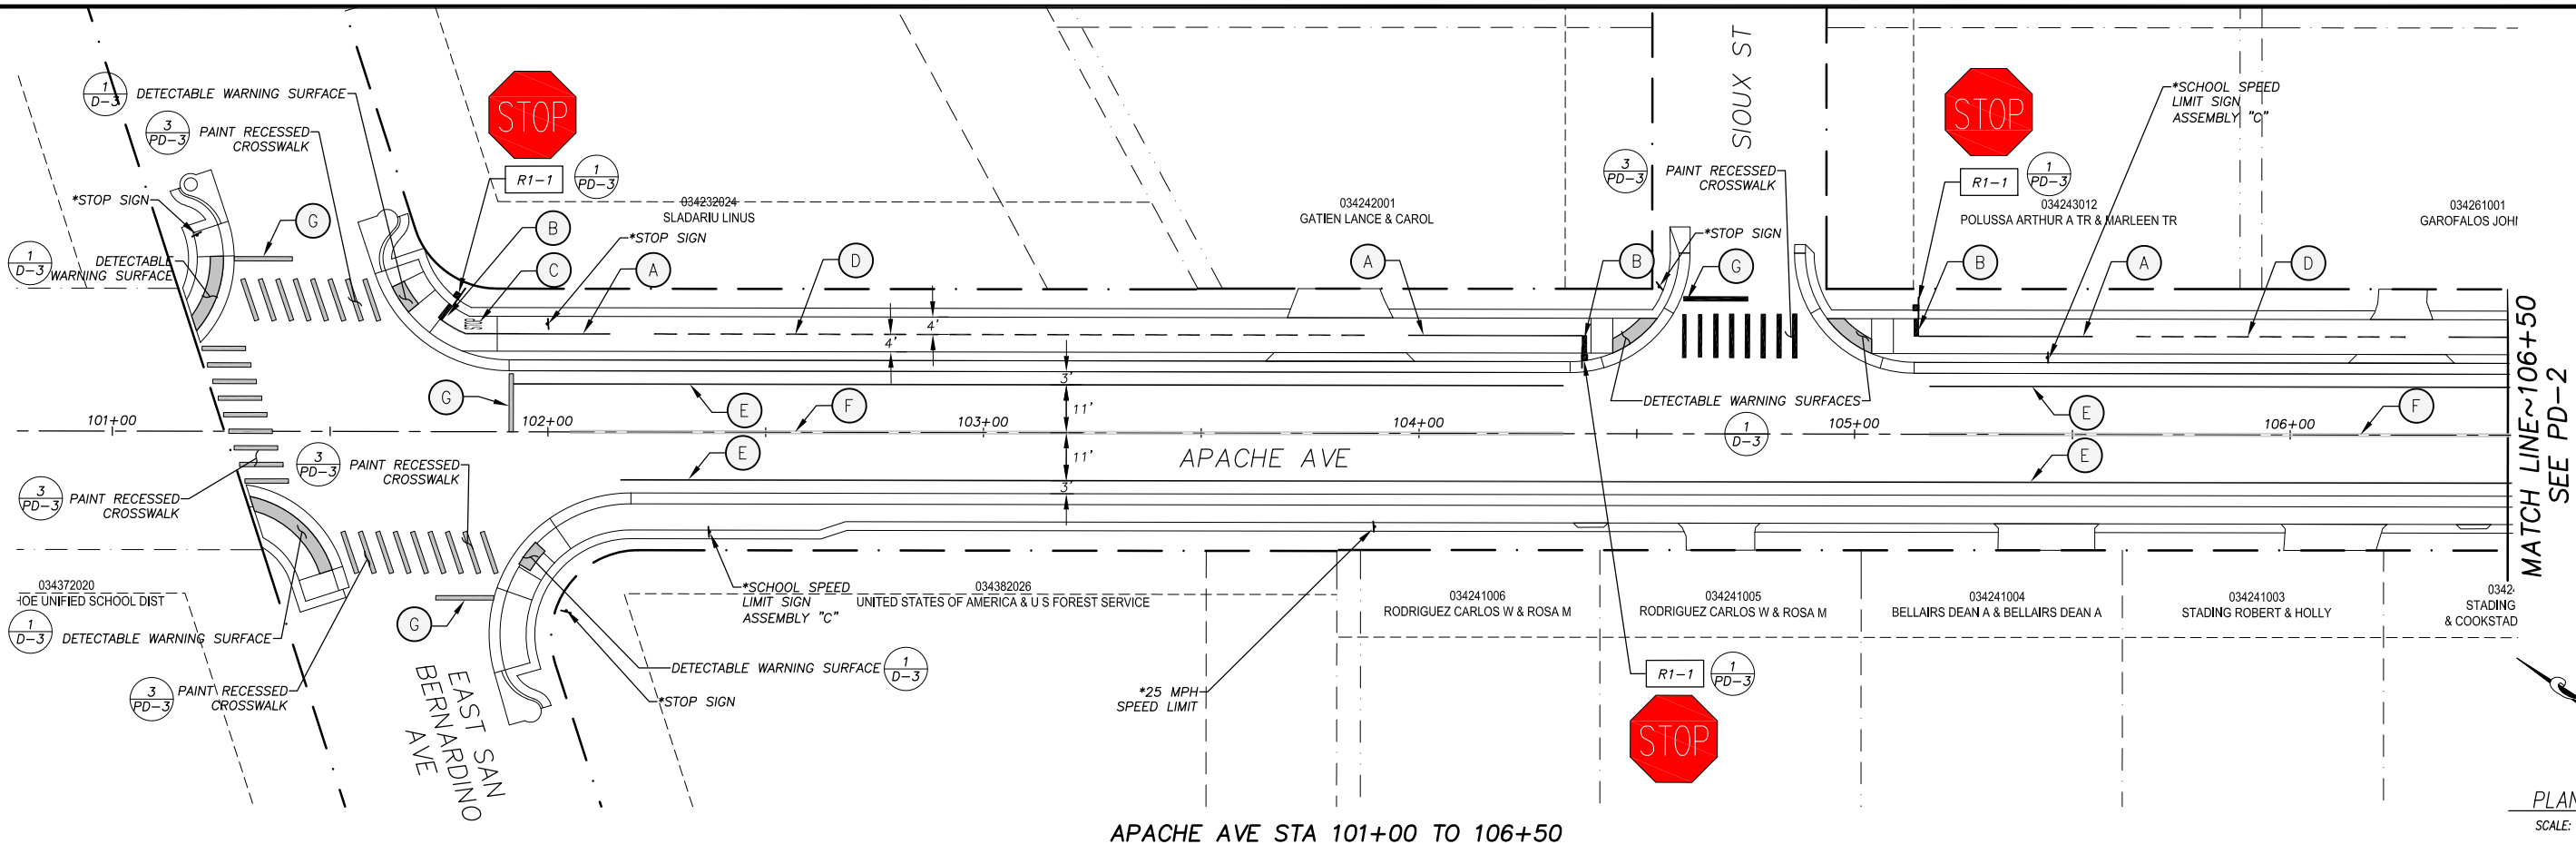 1
D-3
DETECTABLE WARNING SURFACE
3
PD-3
PAINT RECESSED
CROSSWALK
*STOP SIGN
G
1
D-3
DETECTABLE
WARNING SURFACE
STOP
R1-1
1
PD-3
034232024
SLADARIU LINUS
B
*STOP SIGN
C
A
D
4'
4'
034242001
GATIEN LANCE & CAROL
A
B
SIOUX ST
3
PD-3
PAINT RECESSED
CROSSWALK
*STOP SIGN
G
STOP
R1-1
1
PD-3
*SCHOOL SPEED
LIMIT SIGN
ASSEMBLY "C"
034243012
POLUSSA ARTHUR A TR & MARLEEN TR
034261001
GAROFALOS JOH
B
A
D
G
E
F
3'
11'
DETECTABLE WARNING SURFACES
1
D-3
E
F
101+00
102+00
103+00
104+00
105+00
106+00
E
11'
3'
APACHE AVE
E
MATCH LINE~106+50
SEE PD-2
3
PD-3
PAINT RECESSED
CROSSWALK
3
PD-3
PAINT RECESSED
CROSSWALK
034372020
HOE UNIFIED SCHOOL DIST
1
D-3
DETECTABLE WARNING SURFACE
G
*SCHOOL SPEED
LIMIT SIGN
ASSEMBLY "C"
034382026
UNITED STATES OF AMERICA & U S FOREST SERVICE
034241006
RODRIGUEZ CARLOS W & ROSA M
034241005
RODRIGUEZ CARLOS W & ROSA M
034241004
BELLAIRS DEAN A & BELLAIRS DEAN A
034241003
STADING ROBERT & HOLLY
0342
STADING
& COOKSTAD
3
PD-3
PAINT RECESSED
CROSSWALK
EAST SAN
BERNARDINO
AVE
DETECTABLE WARNING SURFACE
1
D-3
*STOP SIGN
*25 MPH
SPEED LIMIT
R1-1
1
PD-3
STOP
PLAN
SCALE:
APACHE AVE STA 101+00 TO 106+50